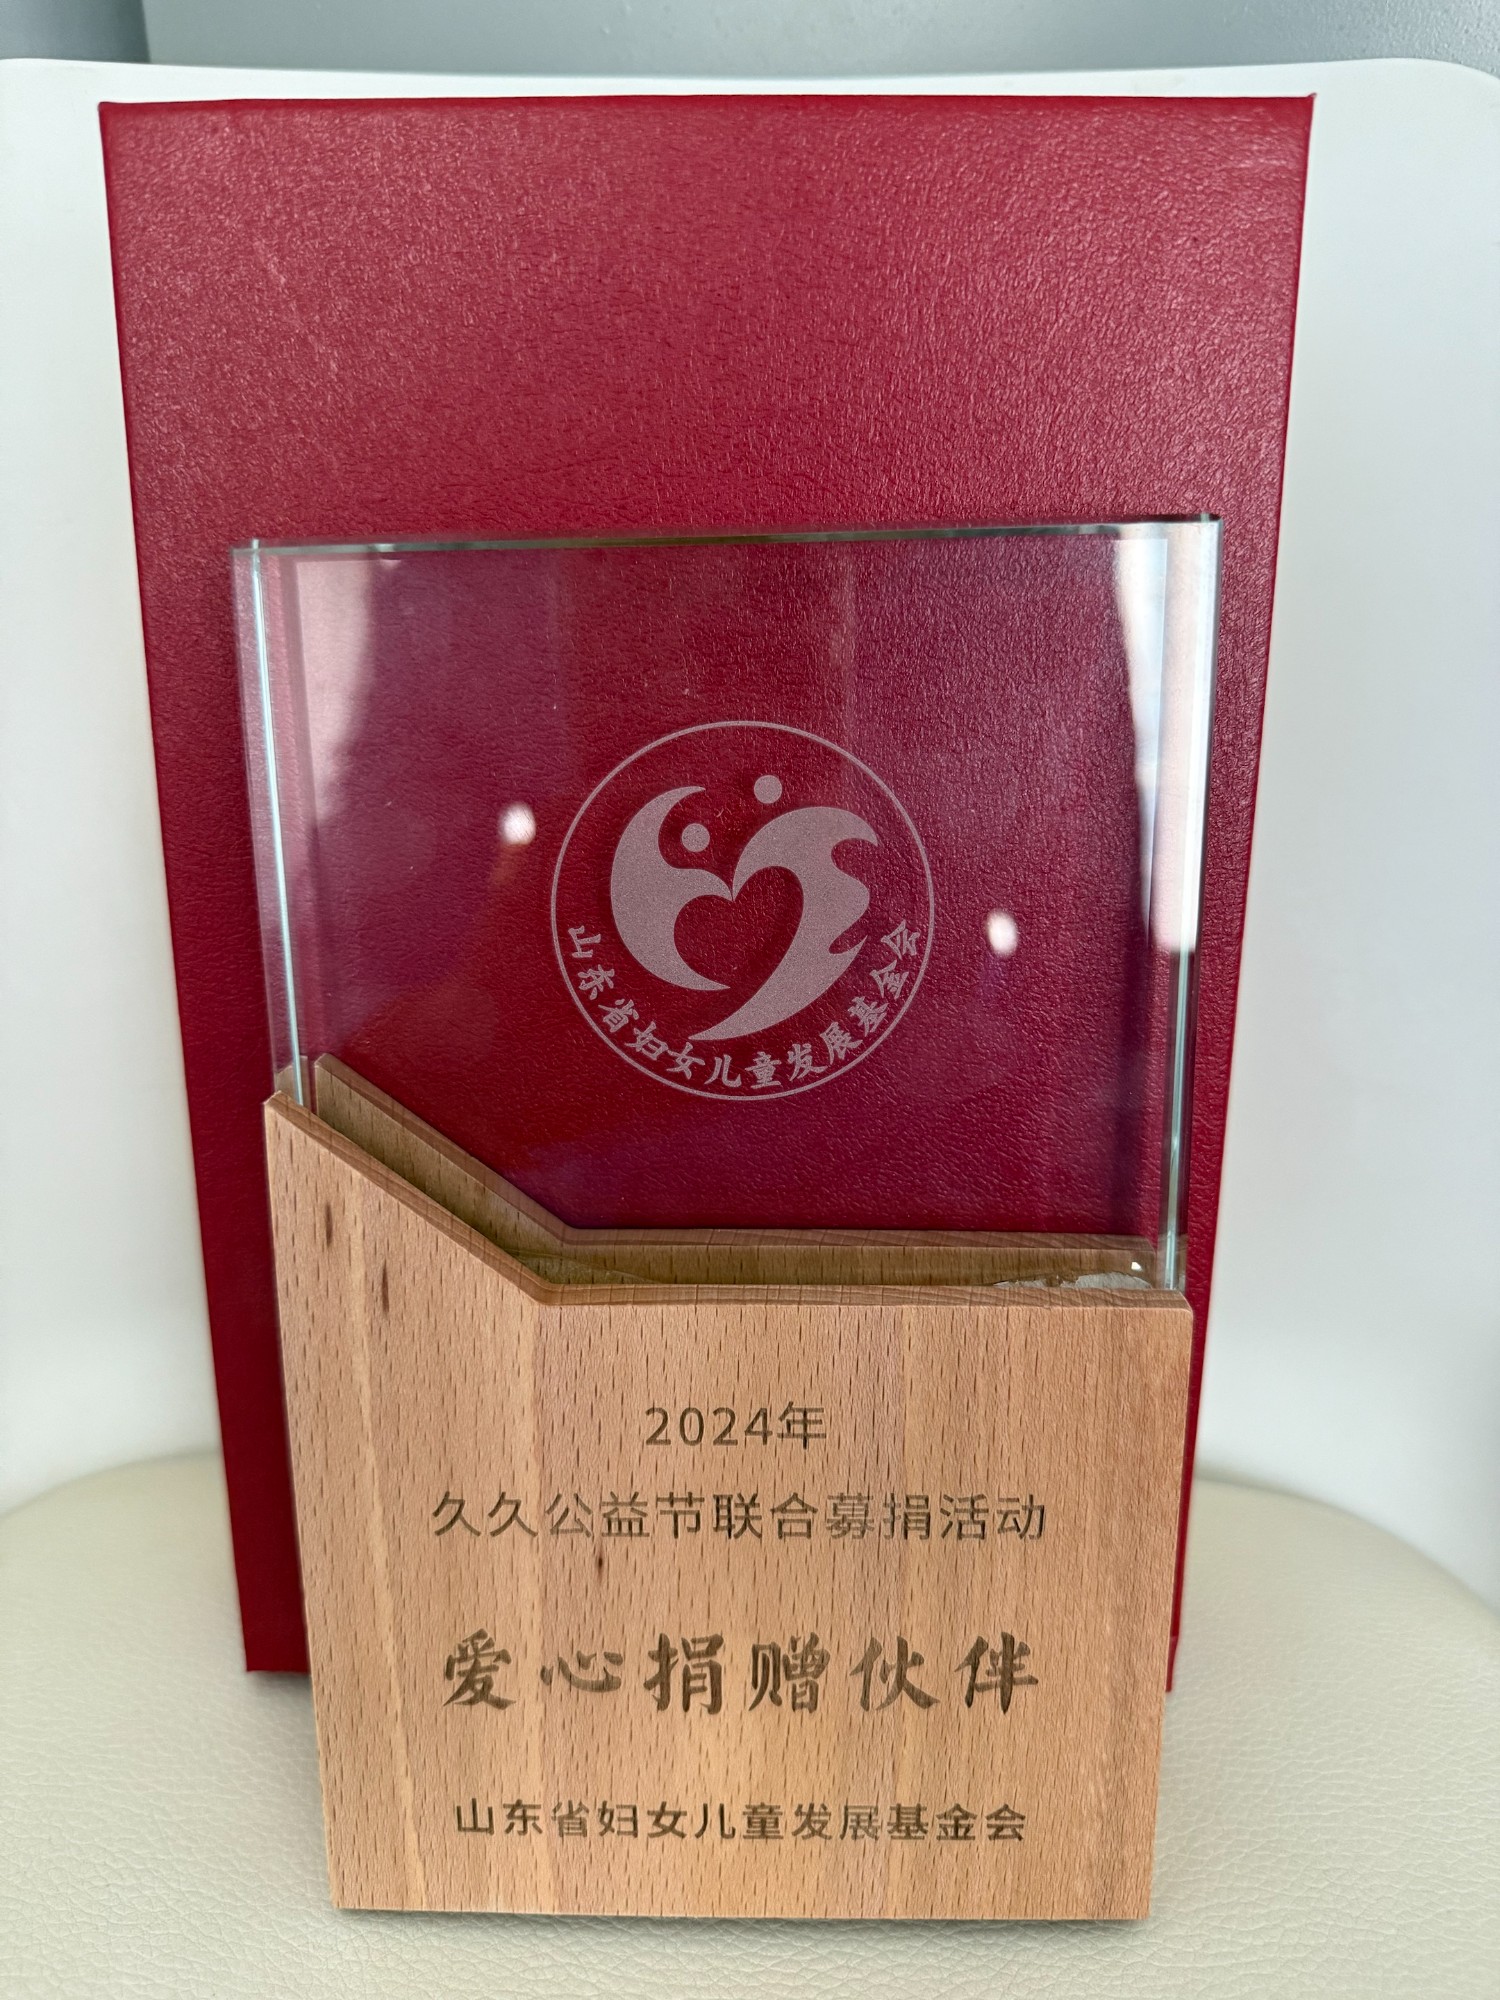 山东省妇女儿童发展基金会
2024年
久久公益节联合募捐活动
爱心捐赠伙伴
山东省妇女儿童发展基金会